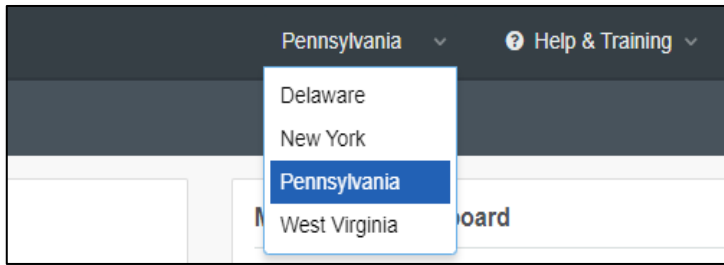 Pennsylvania
Help & Training
Delaware
New York
Pennsylvania
West Virginia